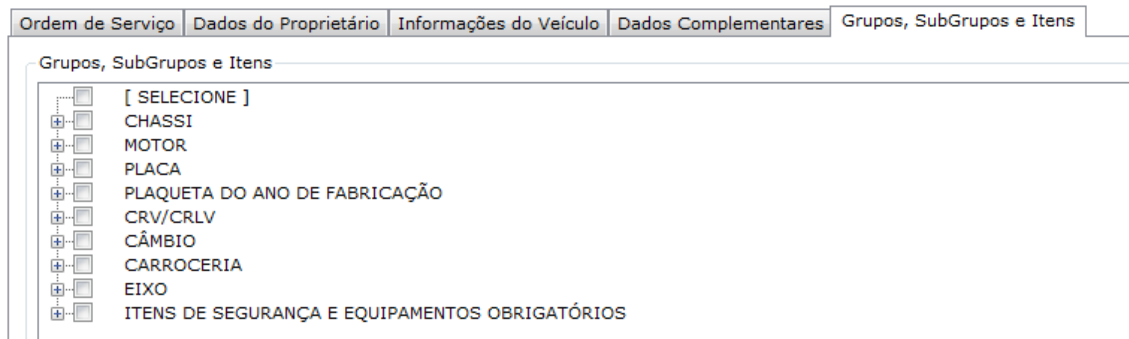 Ordem de Serviço Dados do Proprietário Informações do Veículo Dados Complementares Grupos, SubGrupos e Itens
Grupos, SubGrupos e Itens
[ SELECIONE ]
CHASSI
MOTOR
PLACA
PLAQUETA DO ANO DE FABRICAÇÃO
CRV/CRLV
CÂMBIO
CARROCERIA
EIXO
ITENS DE SEGURANÇA E EQUIPAMENTOS OBRIGATÓRIOS